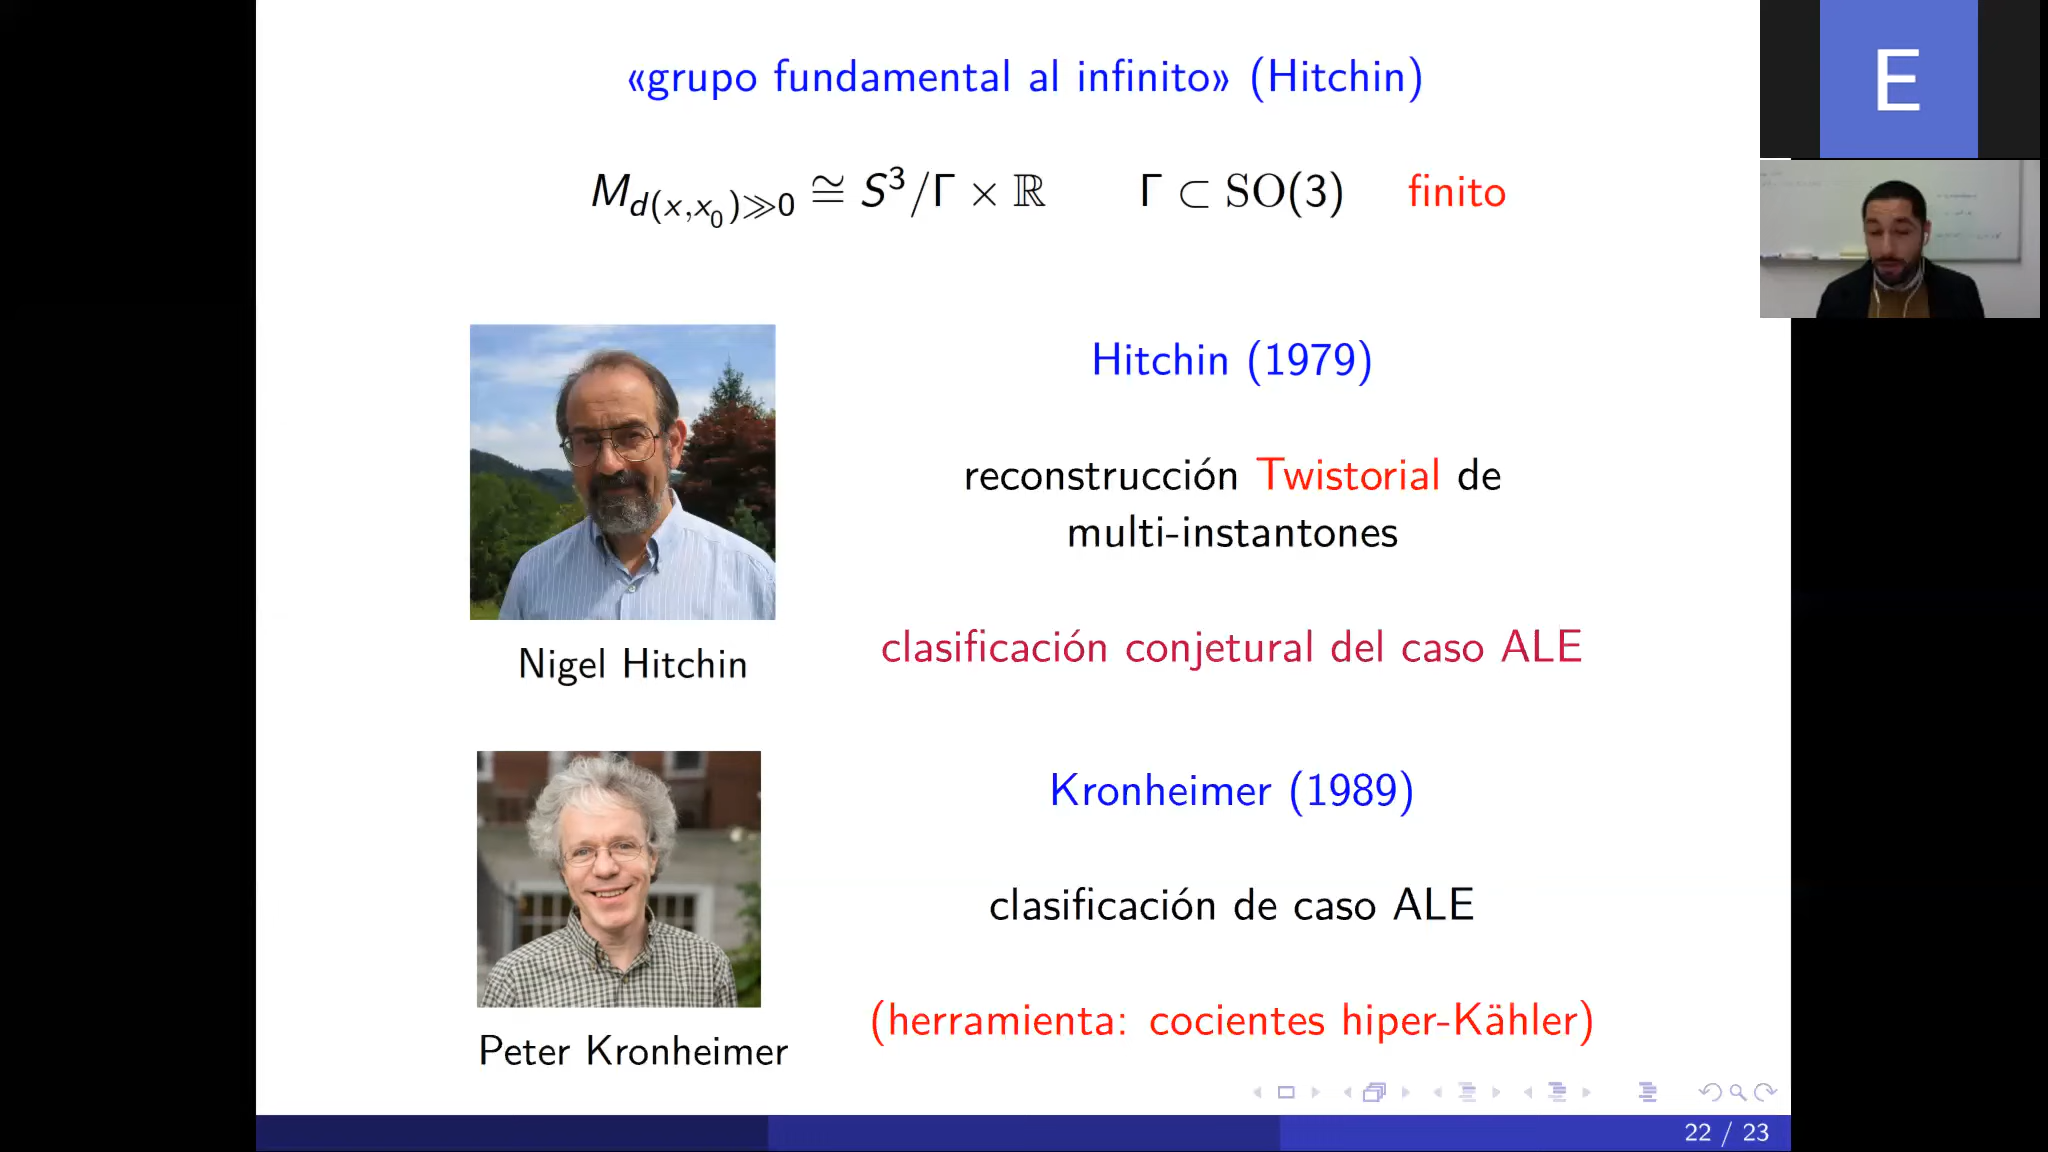 «grupo fundamental al infinito» (Hitchin)
M_{d(x,x_0)≫0} ≅ S^3/Γ × ℝ Γ ⊂ SO(3) finito
Hitchin (1979)
reconstrucción Twistorial de
multi-instantones
clasificación conjetural del caso ALE
Nigel Hitchin
Kronheimer (1989)
clasificación de caso ALE
(herramienta: cocientes hiper-Kähler)
Peter Kronheimer
22 / 23
E